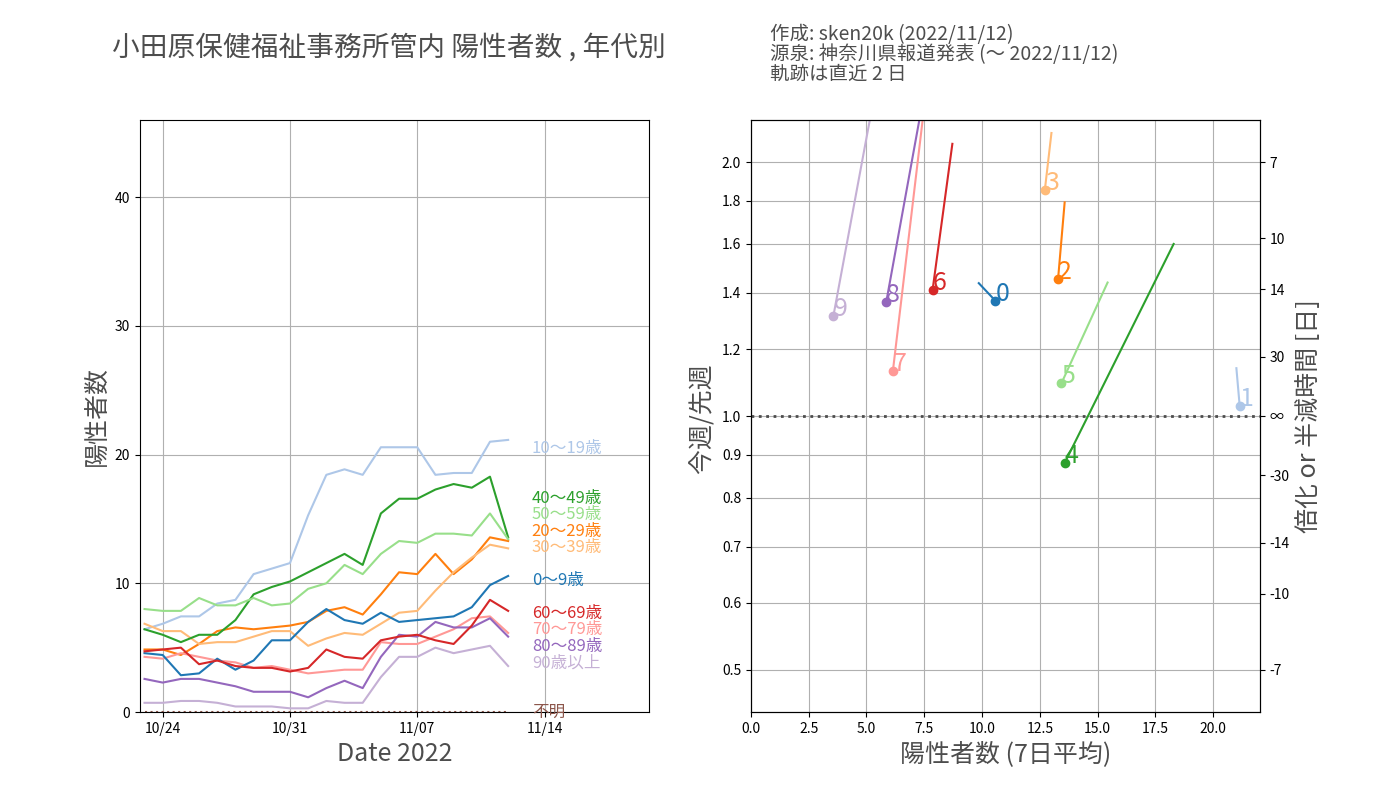 小田原保健福祉事務所管内 陽性者数 , 年代別
作成: sken20k (2022/11/12)
源泉: 神奈川県報道発表 (～ 2022/11/12)
軌跡は直近 2 日
陽性者数
40
30
20
10
0
10/24
10/31
11/07
11/14
Date 2022
10～19歳
40～49歳
50～59歳
20～29歳
30～39歳
0～9歳
60～69歳
70～79歳
80～89歳
90歳以上
不明
今週/先週
2.0
1.8
1.6
1.4
1.2
1.0
0.9
0.8
0.7
0.6
0.5
3
2
6
0
8
9
7
5
1
4
0.0
2.5
5.0
7.5
10.0
12.5
15.0
17.5
20.0
陽性者数 (7日平均)
7
10
14
30
∞
-30
-14
-10
-7
倍化 or 半減時間 [日]